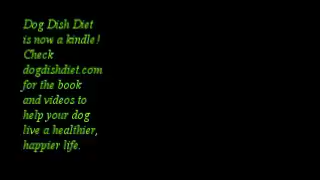 Dog Dish Diet
is now a kindle!
Check
dogdishdiet.com
for the book
and videos to
help your dog
live a healthier,
happier life.